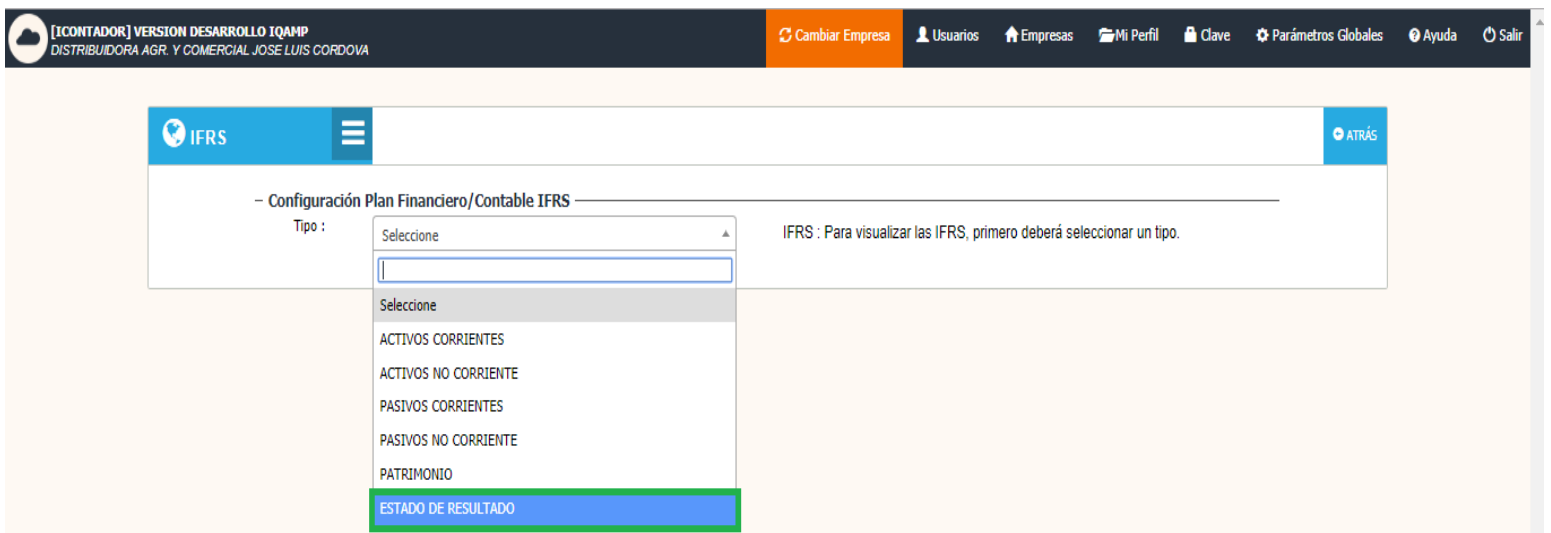 [ICONTADOR] VERSION DESARROLLO IQAMP
DISTRIBUIDORA AGR. Y COMERCIAL JOSE LUIS CORDOVA
Cambiar Empresa Usuarios Empresas Mi Perfil Clave Parámetros Globales Ayuda Salir
IFRS
ATRÁS
Configuración Plan Financiero/Contable IFRS
Tipo : Seleccione IFRS : Para visualizar las IFRS, primero deberá seleccionar un tipo.
Seleccione
ACTIVOS CORRIENTES
ACTIVOS NO CORRIENTE
PASIVOS CORRIENTES
PASIVOS NO CORRIENTE
PATRIMONIO
ESTADO DE RESULTADO